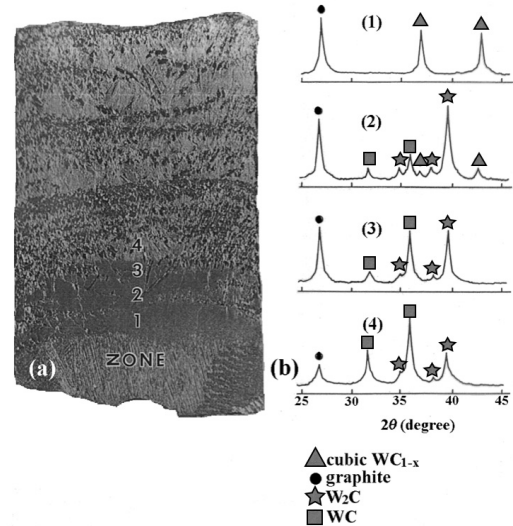 4
3
2
1
ZONE
(a)
(1)
(2)
(3)
(4)
(b)
25 30 35 40 45
2θ (degree)
cubic WC1-x
graphite
W2C
WC